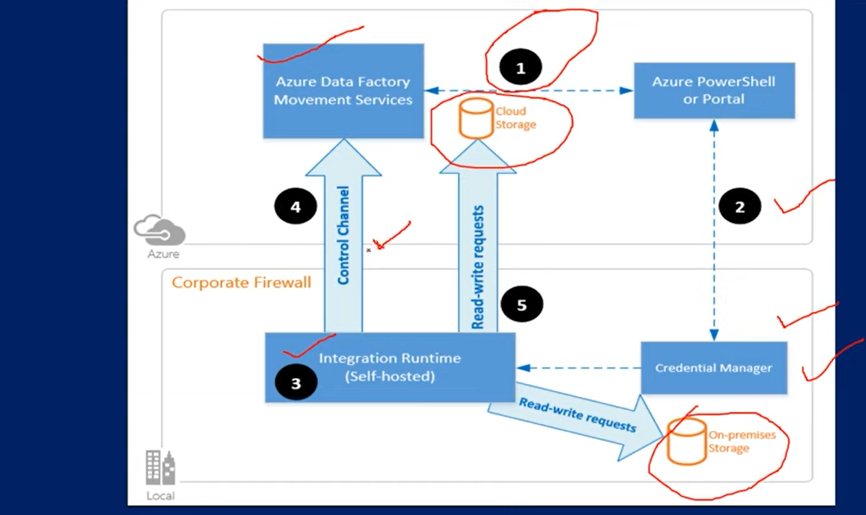 1
Azure Data Factory
Movement Services
Cloud
Storage
Azure PowerShell
or Portal
4
Control Channel
Read-write requests
2
Azure
Corporate Firewall
5
Integration Runtime
(Self-hosted)
3
Credential Manager
Read-write requests
On-premises
Storage
Local